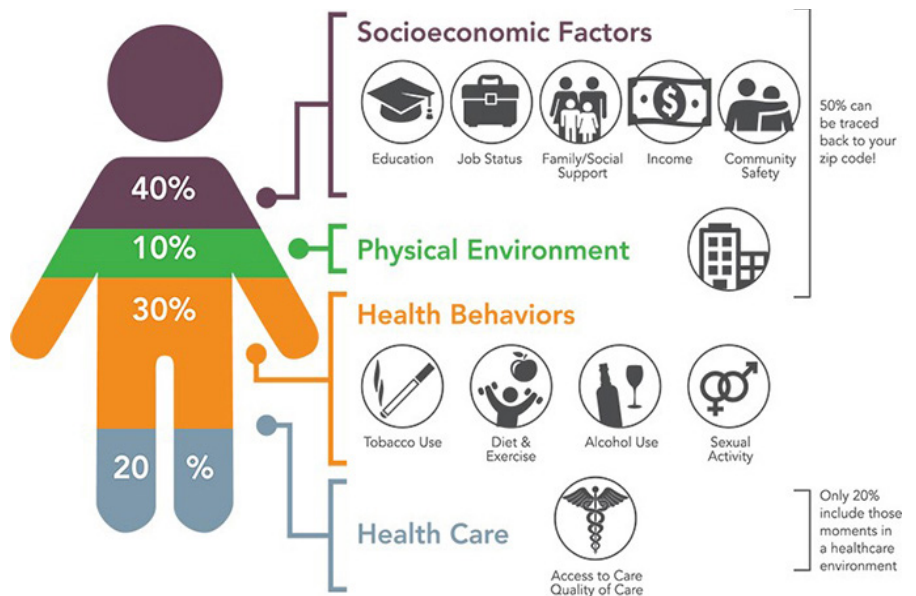 Socioeconomic Factors
Education
Job Status
Family/Social
Support
Income
Community
Safety
50% can
be traced
back to your
zip code!
40%
10%
Physical Environment
30%
Health Behaviors
Tobacco Use
Diet &
Exercise
Alcohol Use
Sexual
Activity
20 %
Health Care
Access to Care
Quality of Care
Only 20%
include those
moments in
a healthcare
environment